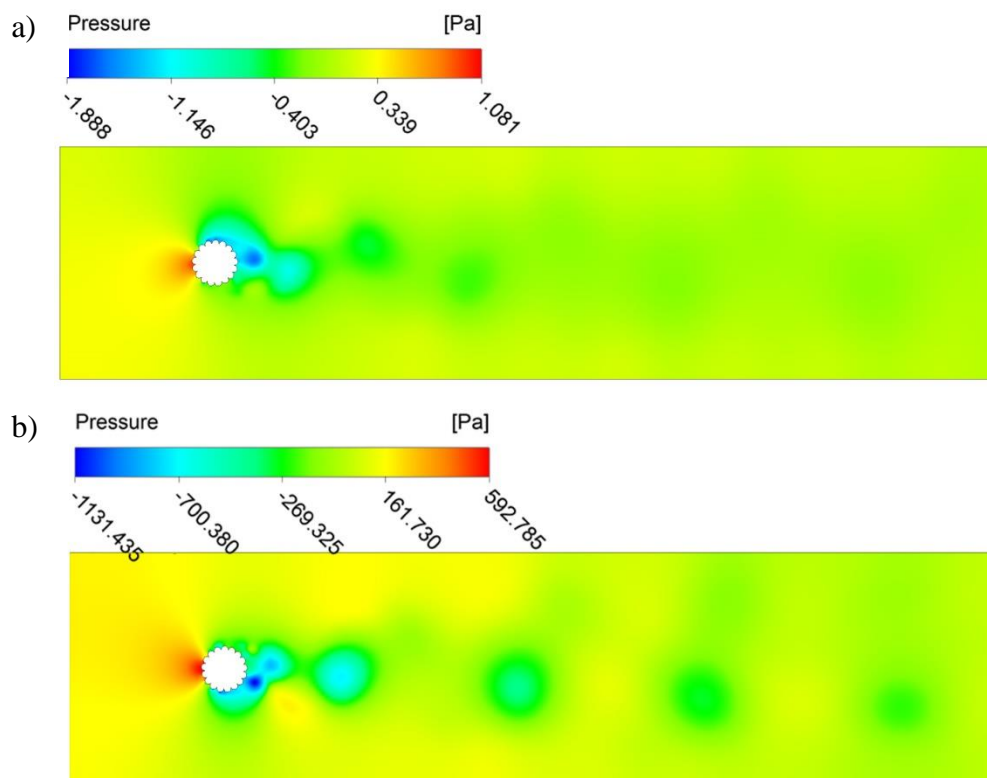 a)
Pressure [Pa]
-1.888 -1.146 -0.403 0.339 1.081
b)
Pressure [Pa]
-1131.435 -700.380 -269.325 161.730 592.785